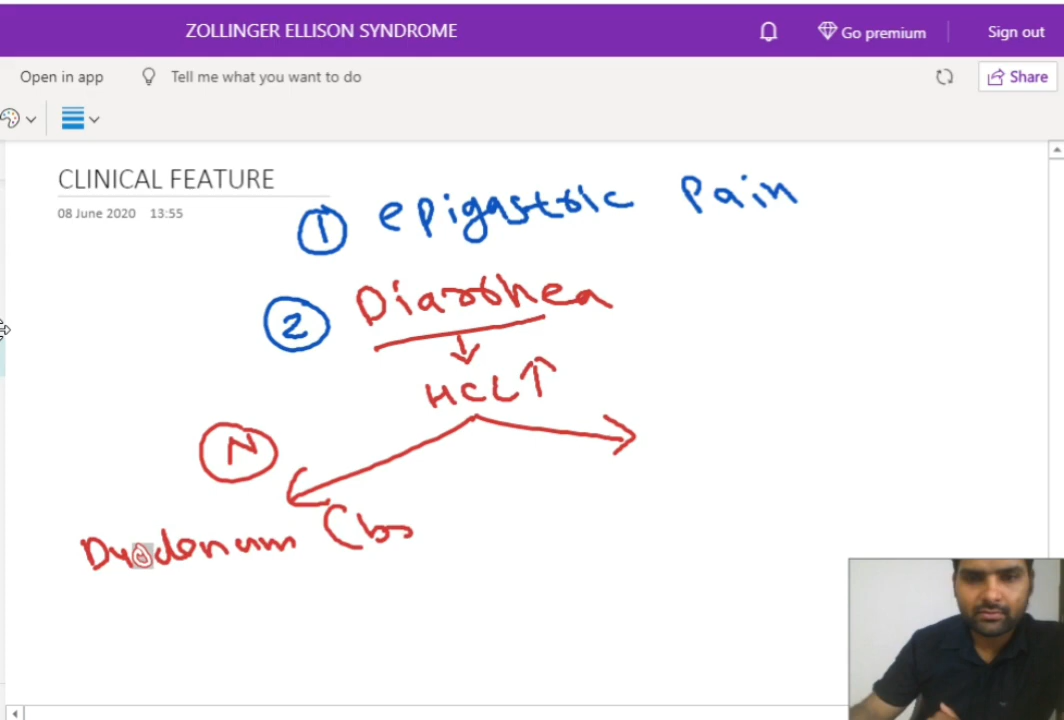 ZOLLINGER ELLISON SYNDROME
Go premium
Sign out
Open in app
Tell me what you want to do
Share
CLINICAL FEATURE
08 June 2020 13:55
① epigastric Pain
② Diarrhea
↓
HCL↑
N
Duodenum (